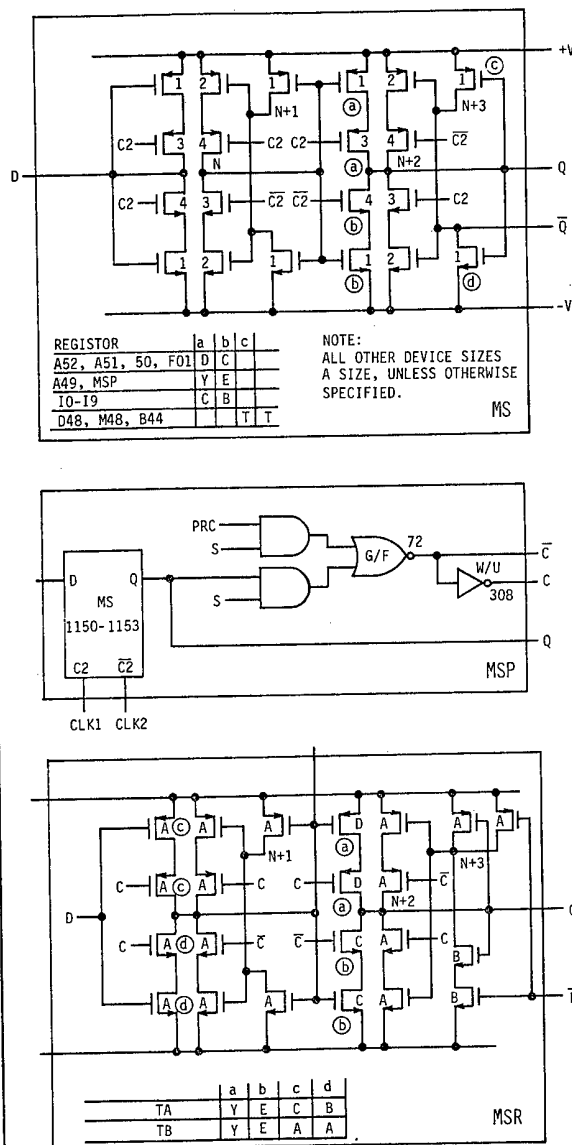 +V
1 2 1 1 2 1 c
N+1 a N+3
C2 3 4 C2 C2 3 4 C2
N a N+2
D Q
C2 4 3 C2 C2 4 3 C2
b Q
1 2 1 1 2 1
b d
-V
REGISTOR a b c
A52, A51, 50, F01 D C
A49, MSP Y E
I0-I9 C B
D48, M48, B44 T T
NOTE:
ALL OTHER DEVICE SIZES
A SIZE, UNLESS OTHERWISE
SPECIFIED.
MS
PRC
S
G/F
72
C
W/U
C
308
D Q
MS
1150-1153
S
Q
C2 C2
MSP
CLK1 CLK2
A c A A D A A A
N+1 a N+3
C A c A C C D A C
a N+2
D
C A d A C C C A C
b B
A d A A C A B
b
a b c d
TA Y E C B
TB Y E A A
MSR